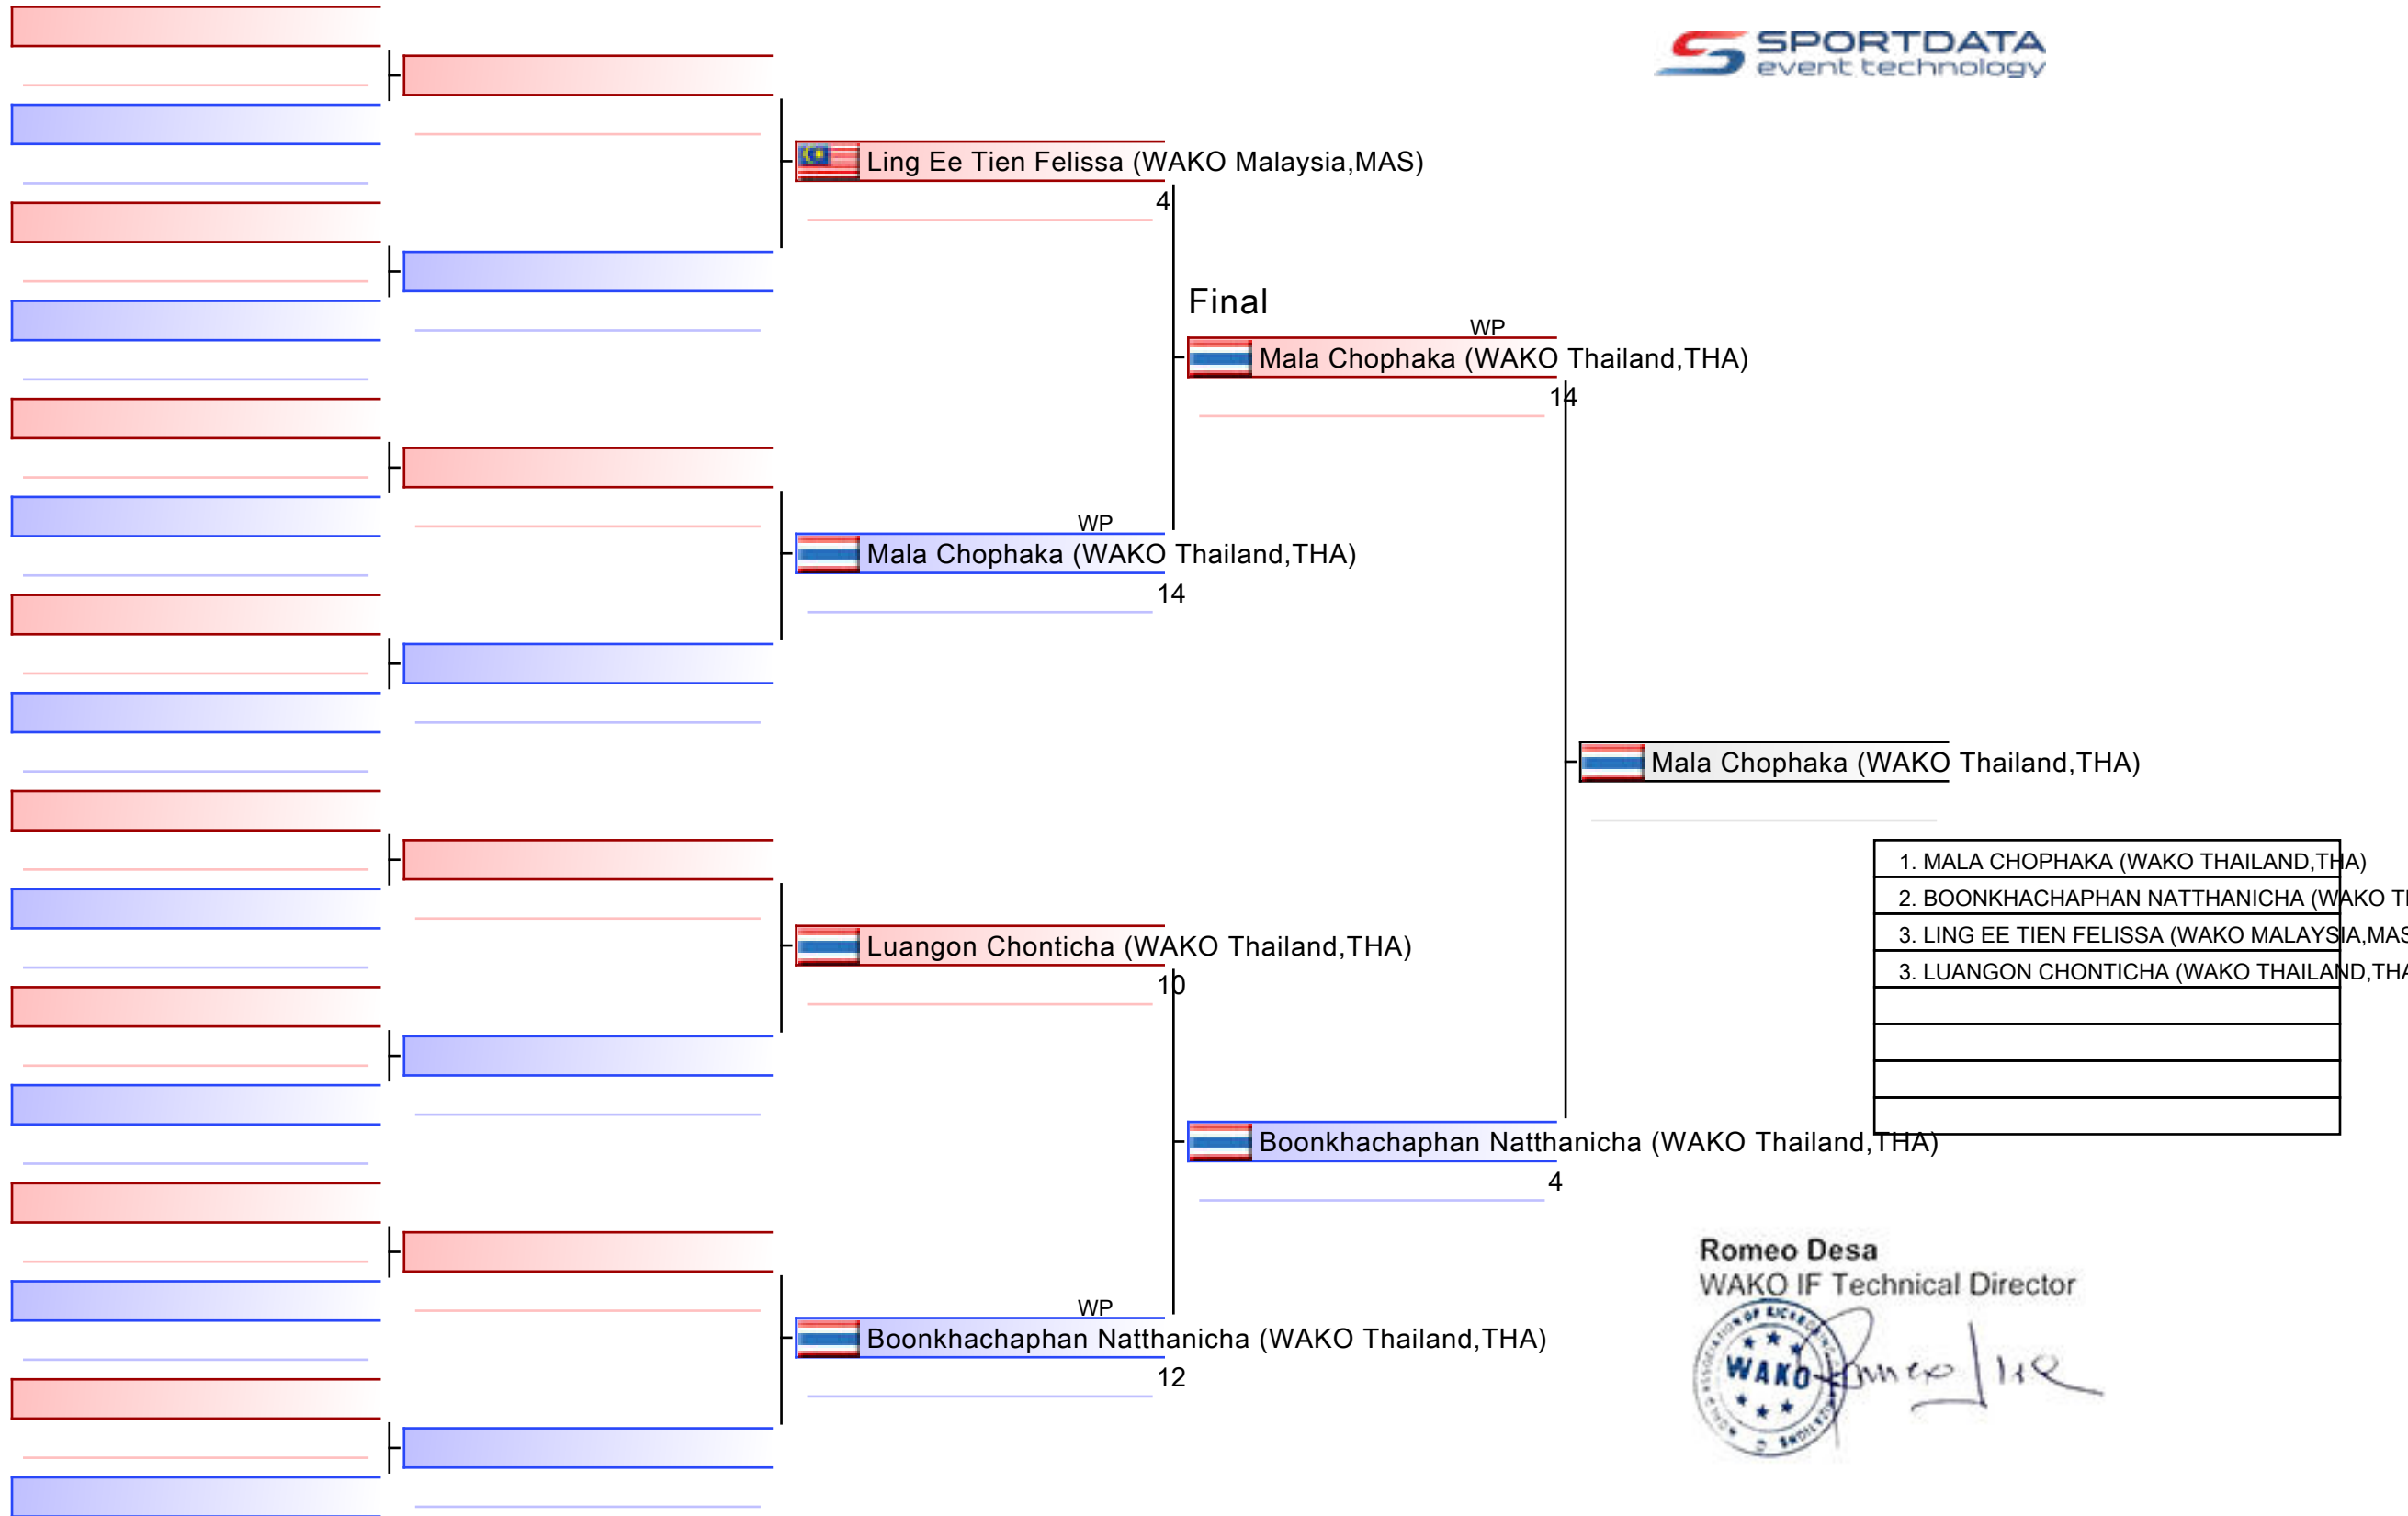 SPORTDATA
event technology
Ling Ee Tien Felissa (WAKO Malaysia,MAS)
4
Final
WP
Mala Chophaka (WAKO Thailand,THA)
14
WP
Mala Chophaka (WAKO Thailand,THA)
14
Mala Chophaka (WAKO Thailand,THA)
1. MALA CHOPHAKA (WAKO THAILAND,THA)
2. BOONKHACHAPHAN NATTHANICHA (WAKO
3. LING EE TIEN FELISSA (WAKO MALAYSIA,MAS
3. LUANGON CHONTICHA (WAKO THAILAND,THA
Luangon Chonticha (WAKO Thailand,THA)
10
Boonkhachaphan Natthanicha (WAKO Thailand,THA)
4
WP
Boonkhachaphan Natthanicha (WAKO Thailand,THA)
12
Romeo Desa
WAKO IF Technical Director
WAKO